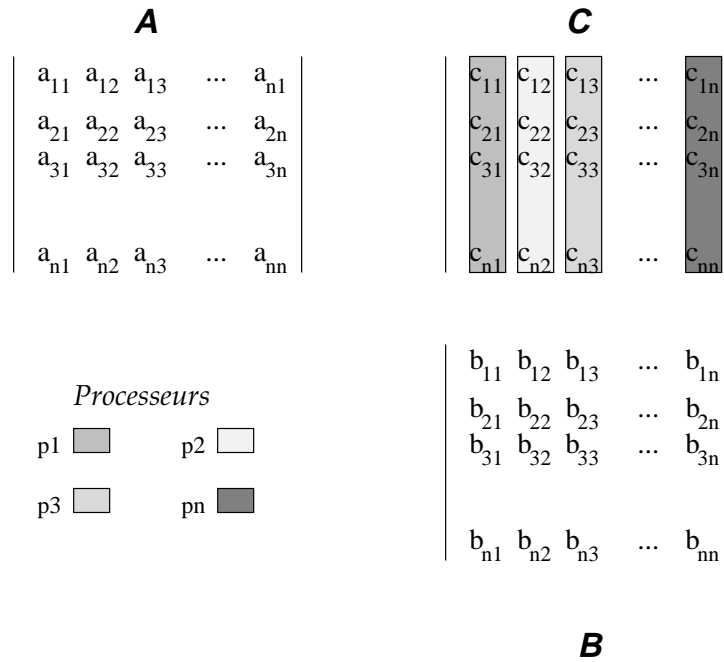 A
a11 a12 a13 ... an1
a21 a22 a23 ... a2n
a31 a32 a33 ... a3n
an1 an2 an3 ... ann
C
c11 c12 c13 ... c1n
c21 c22 c23 ... c2n
c31 c32 c33 ... c3n
cn1 cn2 cn3 ... cnn
Processeurs
p1 p2
p3 pn
b11 b12 b13 ... b1n
b21 b22 b23 ... b2n
b31 b32 b33 ... b3n
bn1 bn2 bn3 ... bnn
B